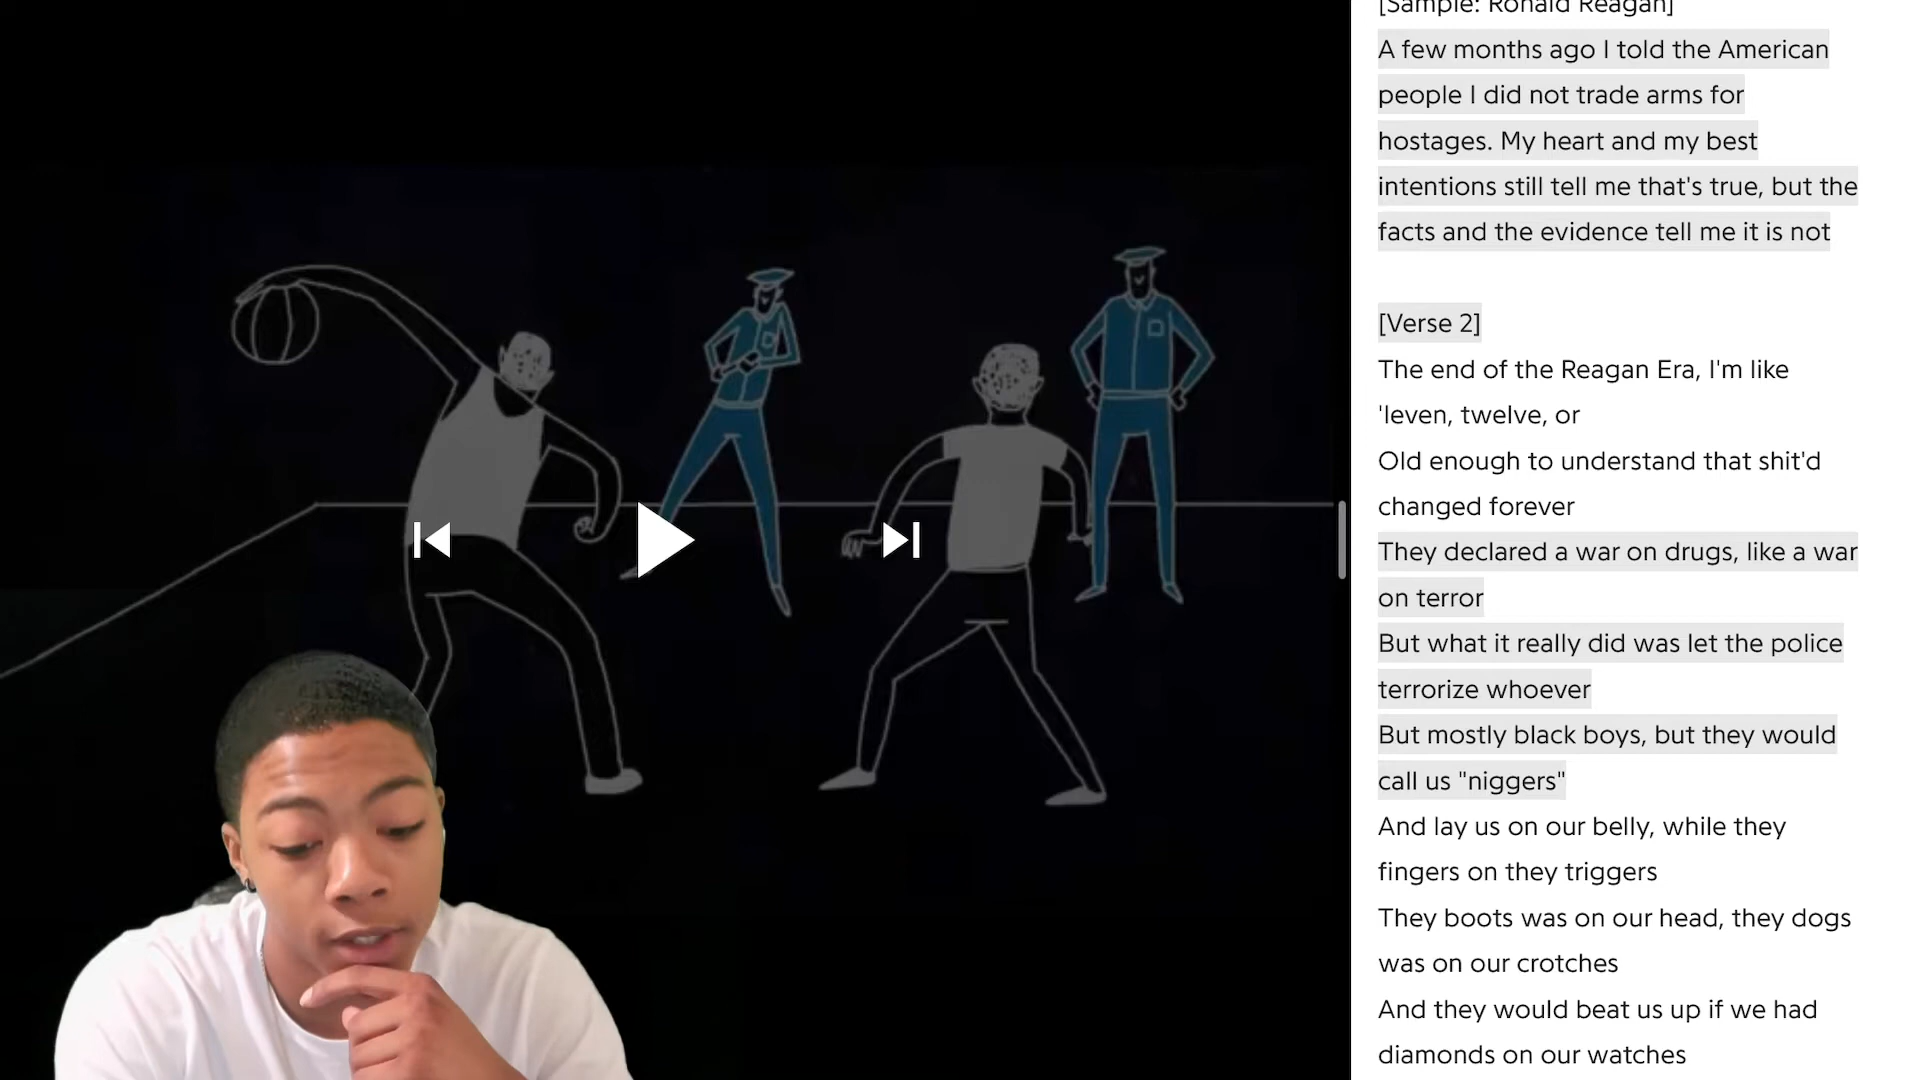 [Sample: Ronald Reagan]
A few months ago I told the American
people I did not trade arms for
hostages. My heart and my best
intentions still tell me that's true, but the
facts and the evidence tell me it is not
[Verse 2]
The end of the Reagan Era, I'm like
'leven, twelve, or
Old enough to understand that shit'd
changed forever
They declared a war on drugs, like a war
on terror
But what it really did was let the police
terrorize whoever
But mostly black boys, but they would
call us "niggers"
And lay us on our belly, while they
fingers on they triggers
They boots was on our head, they dogs
was on our crotches
And they would beat us up if we had
diamonds on our watches